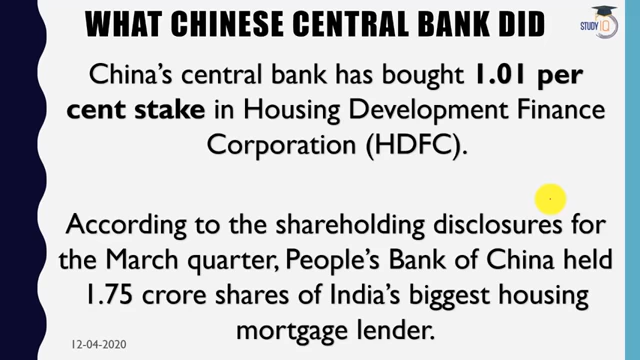 WHAT CHINESE CENTRAL BANK DID
STUDY IQ
China's central bank has bought 1.01 per
cent stake in Housing Development Finance
Corporation (HDFC).
According to the shareholding disclosures for
the March quarter, People's Bank of China held
1.75 crore shares of India's biggest housing
mortgage lender.
12-04-2020